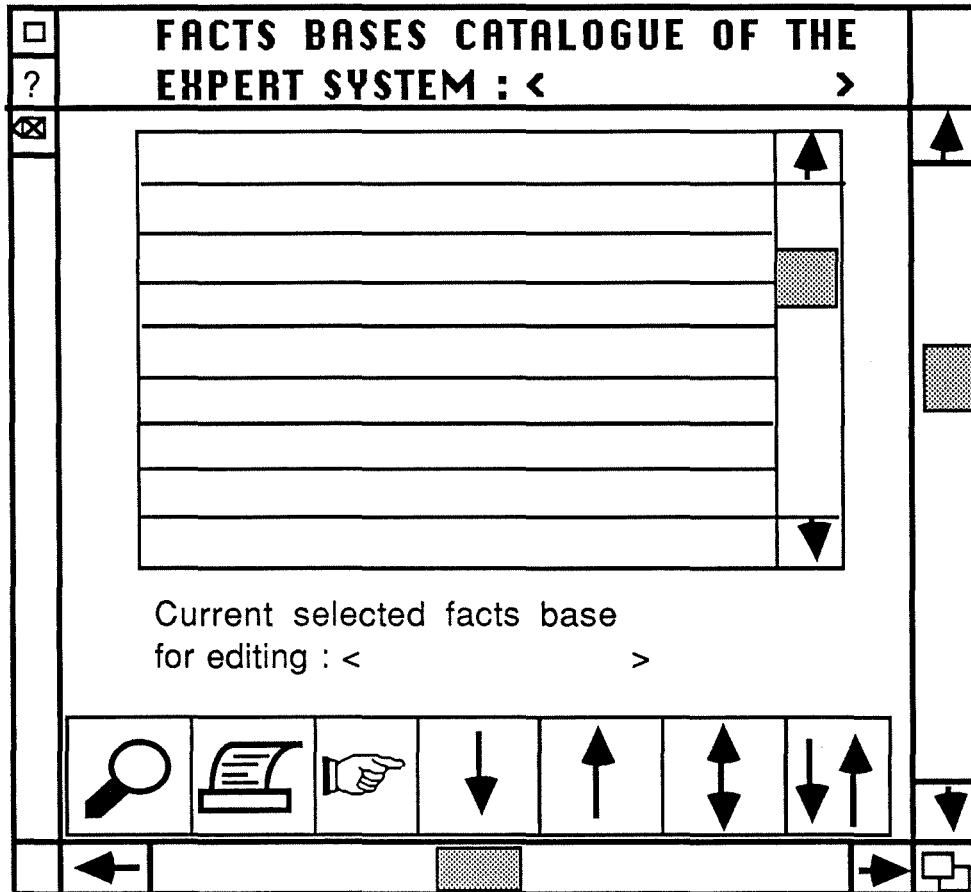 FACTS BASES CATALOGUE OF THE
EXPERT SYSTEM : < >
?
Current selected facts base
for editing : < >